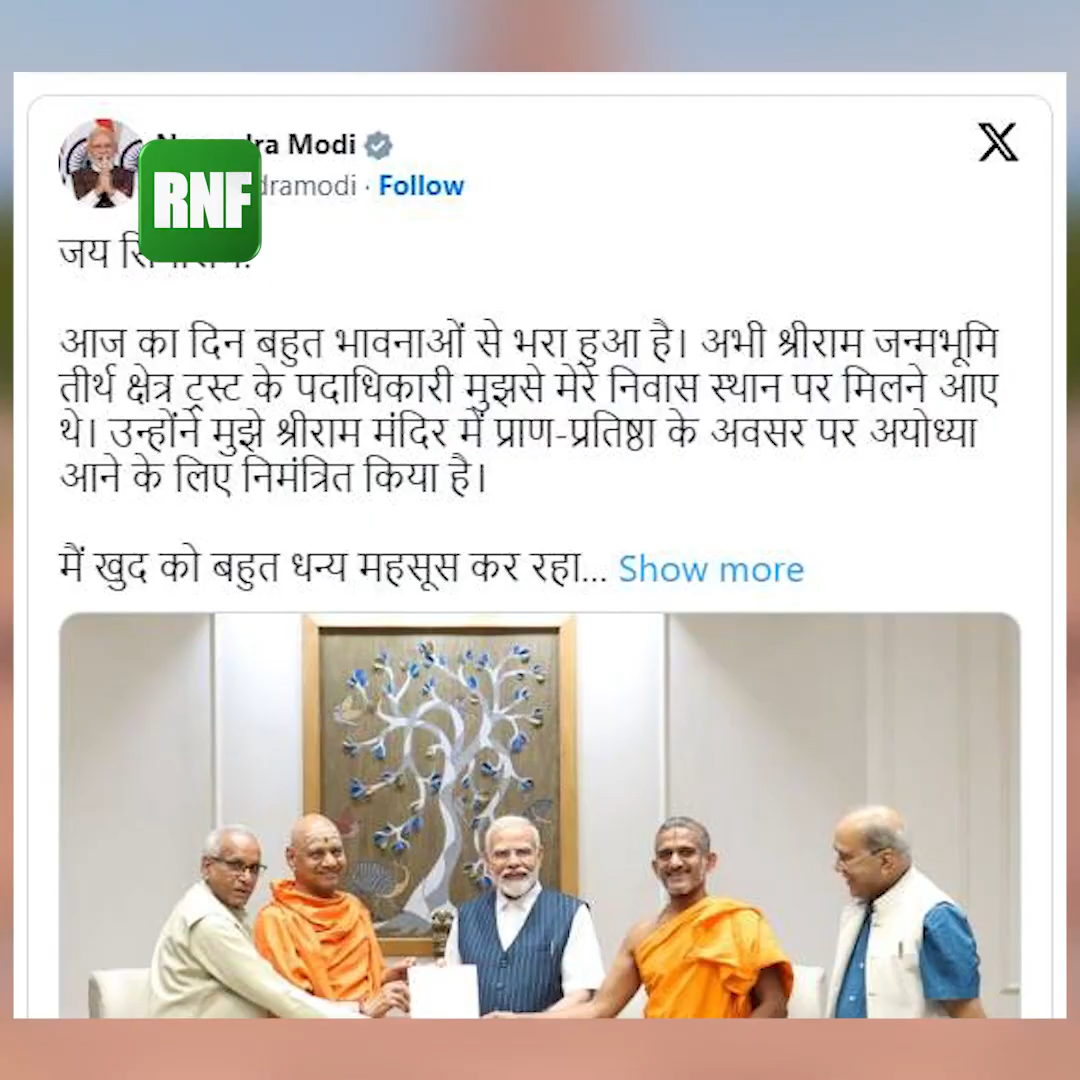 Modi
RNF
· Follow
जय
आज का दिन बहुत भावनाओं से भरा हुआ है। अभी श्रीराम जन्मभूमि
तीर्थ क्षेत्र ट्रस्ट के पदाधिकारी मुझसे मेरे निवास स्थान पर मिलने आए
थे। उन्होंने मुझे श्रीराम मंदिर में प्राण-प्रतिष्ठा के अवसर पर अयोध्या
आने के लिए निमंत्रित किया है।
मैं खुद को बहुत धन्य महसूस कर रहा... Show more